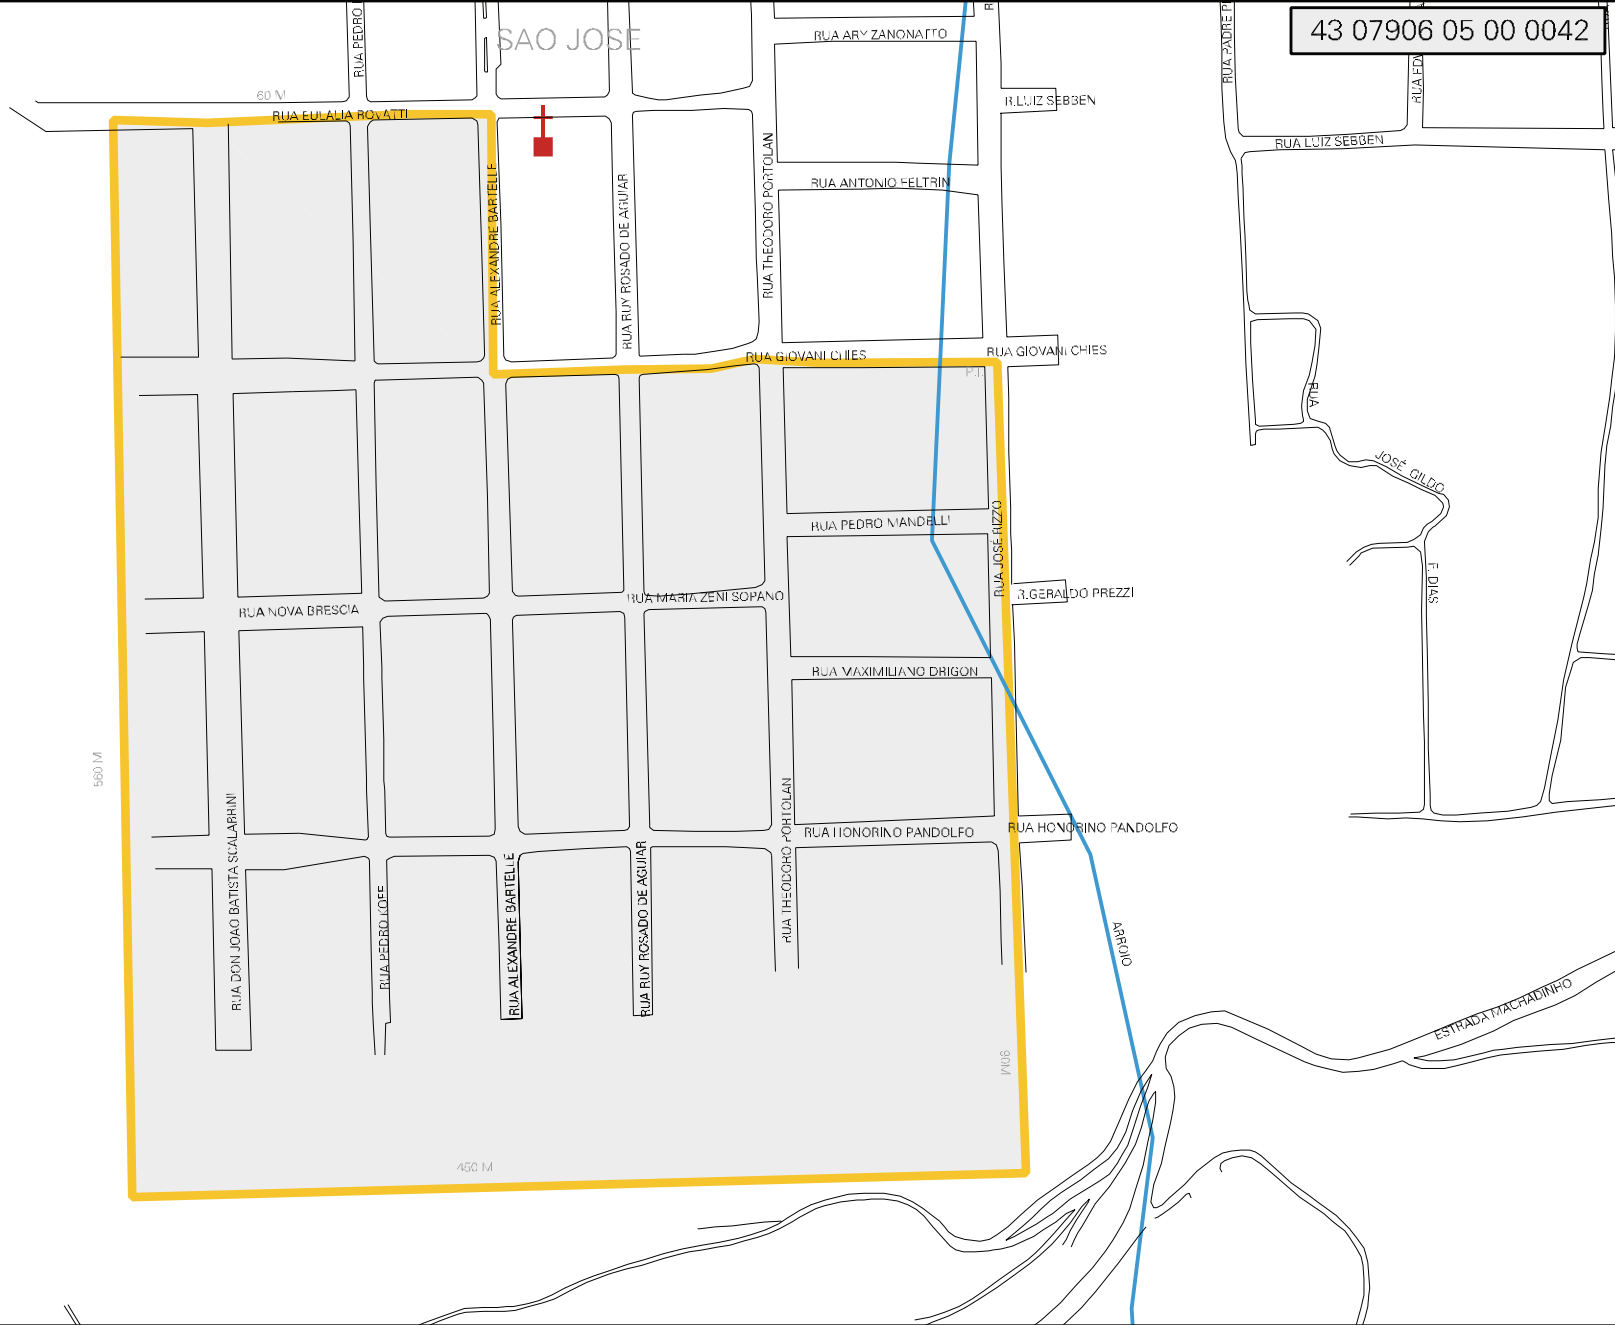 43 07906 05 00 0042
RUA PEDRO
SAO JOSE
RUA ARY ZANONATTO
RUA PADRE
60 M
RUA EULALIA ROVATTI
R.LUIZ SEBBEN
RUA LUIZ SEBBEN
RUA ALEXANDRE BARTELLE
RUA RUY ROSADO DE AGUIAR
RUA THEODORO PORTOLAN
RUA ANTONIO FELTRIN
RUA GIOVANI CHIES
RUA GIOVANI CHIES
RUA
JOSÉ GILDO
F. DIAS
RUA PEDRO MANDELLI
RUA JOSÉ RIZZO
R.GERALDO PREZZI
RUA NOVA BRESCIA
RUA MARIA ZENI SOPANO
RUA MAXIMILIANO DRIGON
560 M
RUA DON JOAO BATISTA SCALABRINI
RUA PEDRO KOFF
RUA ALEXANDRE BARTELLE
RUA RUY ROSADO DE AGUIAR
RUA THEODORO PORTOLAN
RUA HONORINO PANDOLFO
RUA HONORINO PANDOLFO
ARROIO
ESTRADA MACHADINHO
90M
450 M